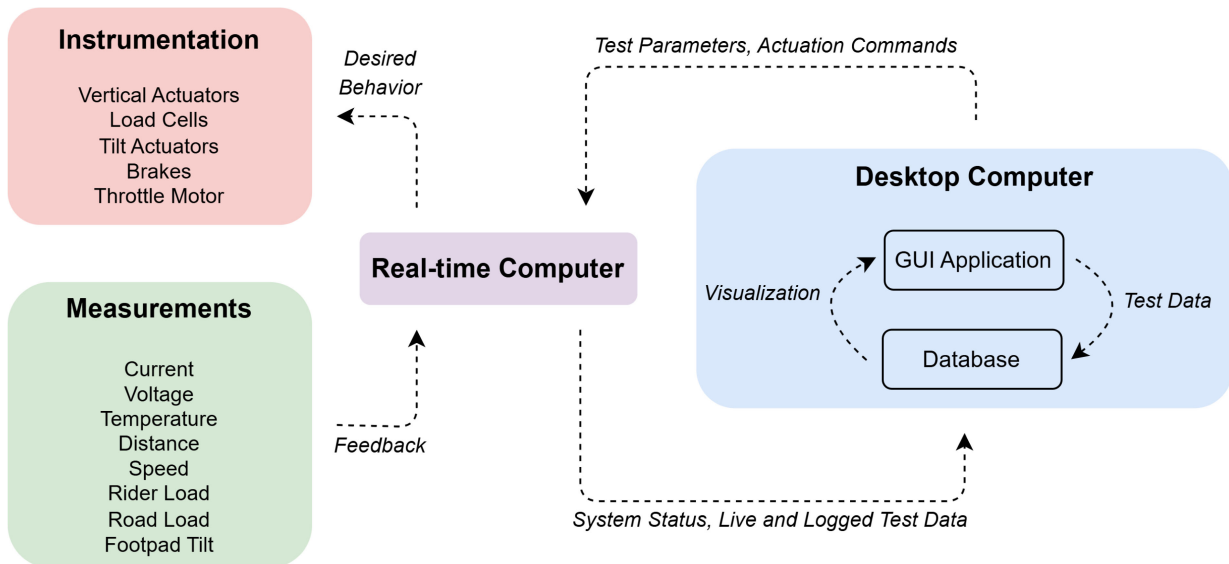 Instrumentation
Vertical Actuators
Load Cells
Tilt Actuators
Brakes
Throttle Motor
Desired
Behavior
Test Parameters, Actuation Commands
Real-time Computer
Desktop Computer
GUI Application
Visualization
Test Data
Database
Measurements
Current
Voltage
Temperature
Distance
Speed
Rider Load
Road Load
Footpad Tilt
Feedback
System Status, Live and Logged Test Data